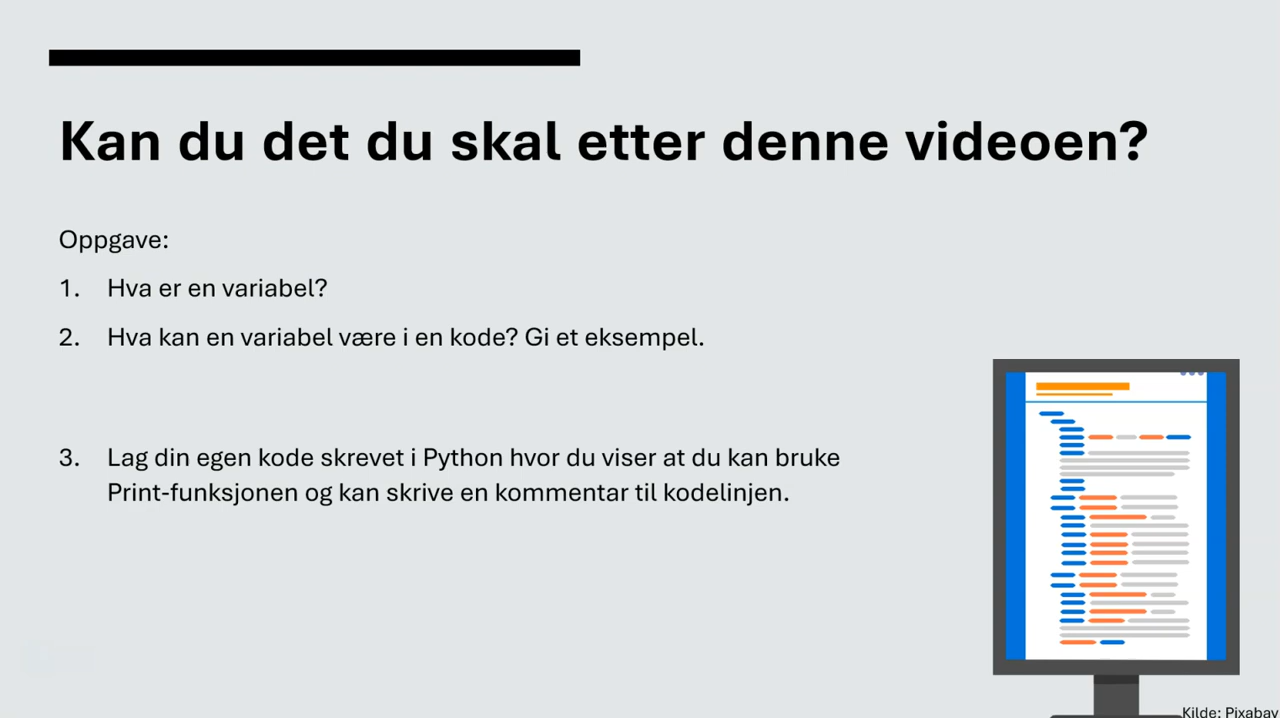 Kan du det du skal etter denne videoen?
Oppgave:
1. Hva er en variabel?
2. Hva kan en variabel være i en kode? Gi et eksempel.
3. Lag din egen kode skrevet i Python hvor du viser at du kan bruke
Print-funksjonen og kan skrive en kommentar til kodelinjen.
Kilde: Pixabay